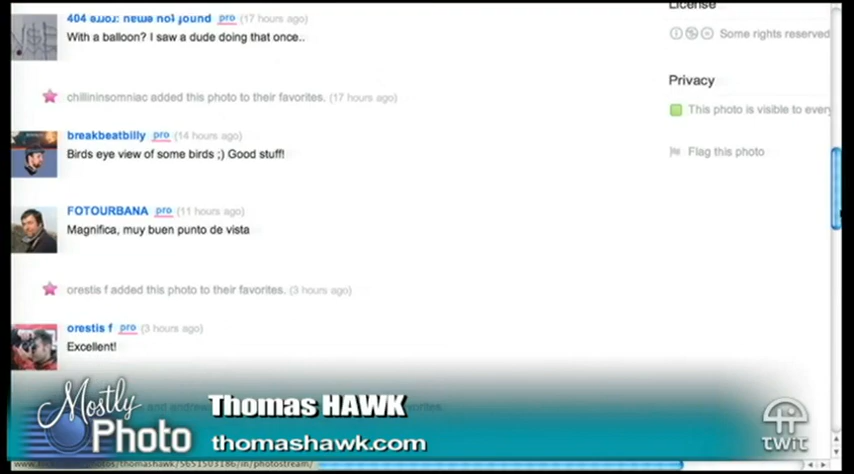 404 pro (17 hours ago)
With a balloon? I saw a dude doing that once..
chillininsomniac added this photo to their favorites. (17 hours ago)
breakbeatbilly pro (14 hours ago)
Birds eye view of some birds ;) Good stuff!
FOTOURBANA pro (11 hours ago)
Magnifica, muy buen punto de vista
orestis f added this photo to their favorites. (3 hours ago)
orestis f pro (3 hours ago)
Excellent!
License
Some rights reserved
Privacy
This photo is visible to every
Flag this photo
Mostly
Photo
Thomas HAWK
thomashawk.com
TWiT